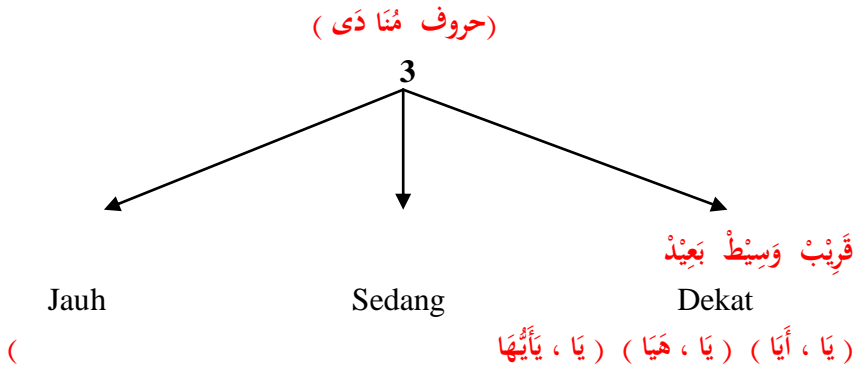 (حروف مُنَا دَى )
3
قَرِيْبْ وَسِيْطْ بَعِيْدْ
Jauh Sedang Dekat
( يَا ، أَيَا ) ( يَا ، هَيَا ) ( يَا ، يَأَيُّهَا )